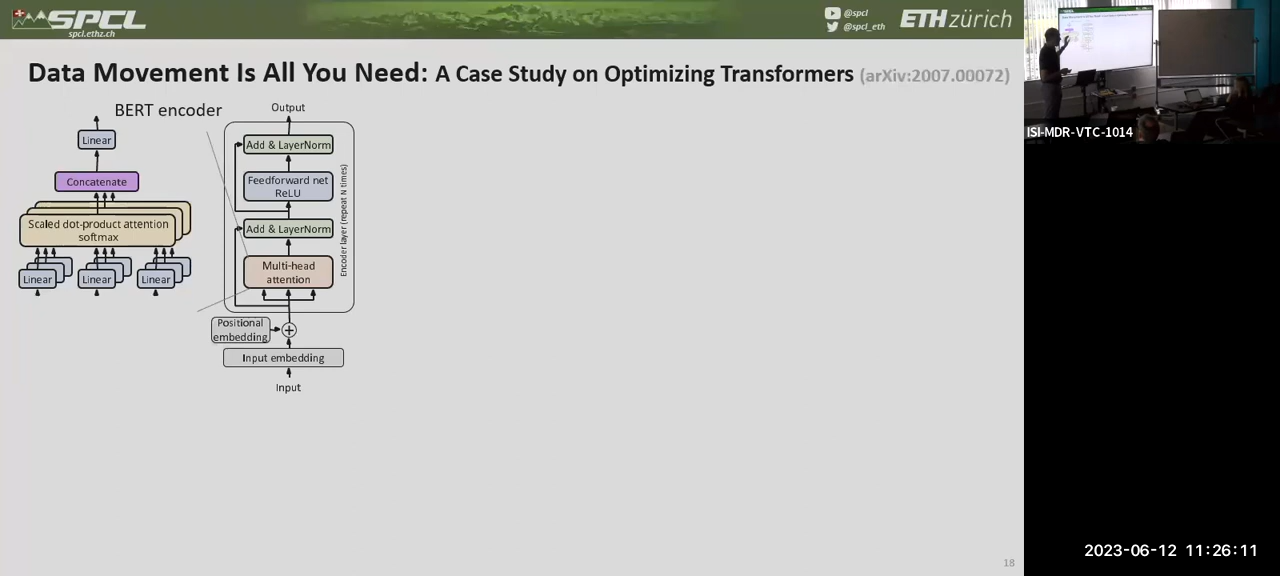 SPCL
spcl.ethz.ch
@spcl
@spcl_eth
ETH zürich
Data Movement Is All You Need: A Case Study on Optimizing Transformers (arXiv:2007.00072)
BERT encoder
Output
Linear
Add & LayerNorm
Concatenate
Feedforward net
ReLU
Scaled dot-product attention
softmax
Add & LayerNorm
Encoder layer (repeat N times)
Linear
Linear
Linear
Multi-head
attention
Positional
embedding
Input embedding
Input
18
ISI-MDR-VTC-1014
2023-06-12 11:26:11